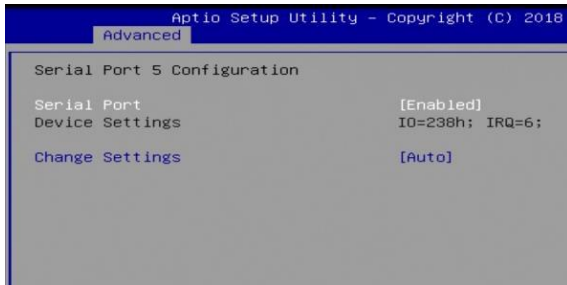 Aptio Setup Utility – Copyright (C) 2018
Advanced
Serial Port 5 Configuration
Serial Port [Enabled]
Device Settings IO=238h; IRQ=6;
Change Settings [Auto]